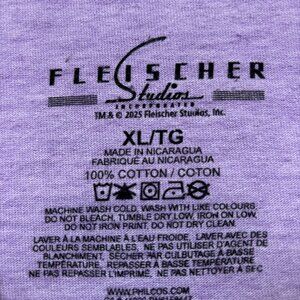 FLEISCHER
Studios
INCORPORATED
TM & © 2025 Fleischer Studios, Inc.
XL/TG
MADE IN NICARAGUA
FABRIQUÉ AU NICARAGUA
100% COTTON / COTON
MACHINE WASH COLD, WASH WITH LIKE COLOURS,
DO NOT BLEACH, TUMBLE DRY LOW, IRON ON LOW,
DO NOT IRON PRINT, DO NOT DRY CLEAN
LAVER À LA MACHINE À L'EAU FROIDE, LAVER AVEC DES
COULEURS SEMBLABLES, NE PAS UTILISER D'AGENT DE
BLANCHIMENT, SÉCHER PAR CULBUTAGE À BASSE
TEMPÉRATURE, REPASSER À BASSE TEMPÉRATURE
NE PAS REPASSER L'IMPRIMÉ, NE PAS NETTOYER À SEC
WWW.PHILCOS.COM